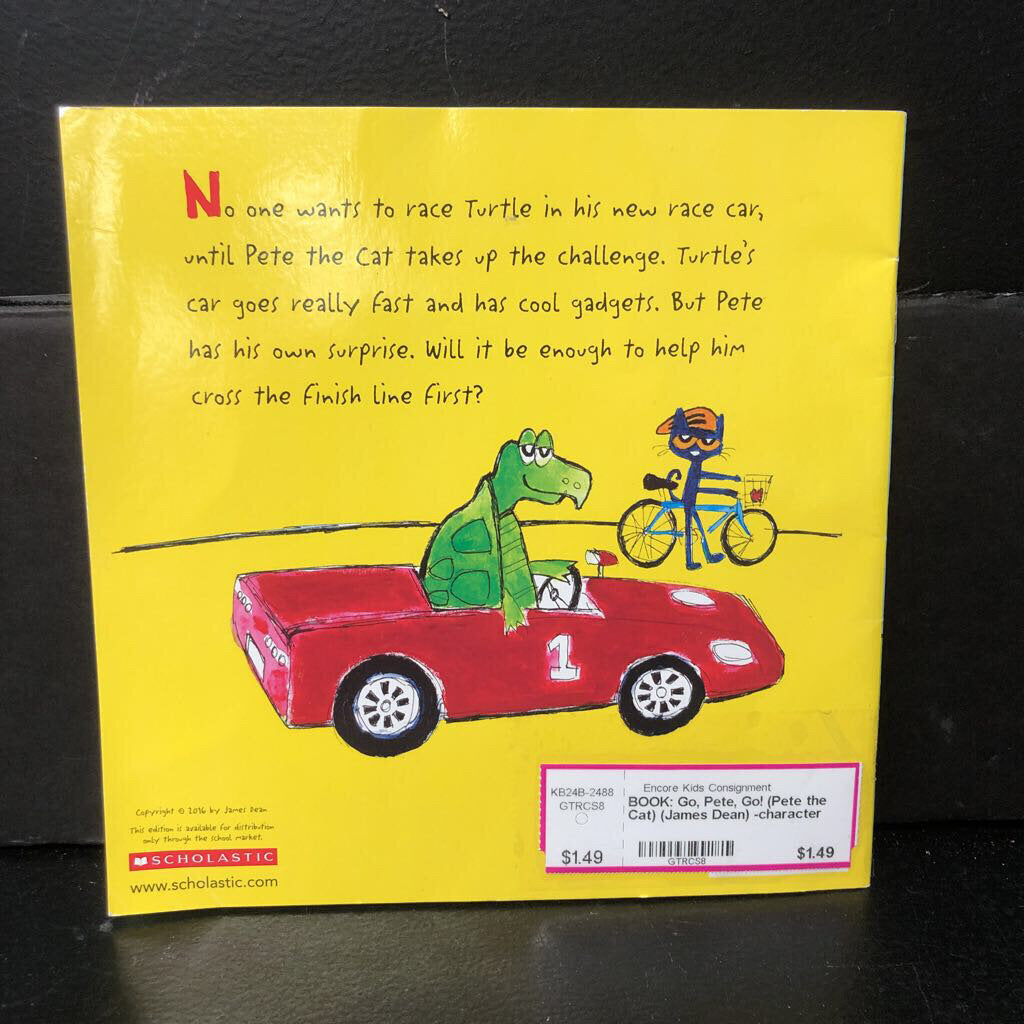 No one wants to race Turtle in his new race car,
until Pete the Cat takes up the challenge. Turtle's
car goes really fast and has cool gadgets. But Pete
has his own surprise. Will it be enough to help him
cross the finish line first?
1
Copyright © 2016 by James Dean
This edition is available for distribution
only through the school market.
SCHOLASTIC
www.scholastic.com
KB24B-2488
GTRCS8
$1.49
Encore Kids Consignment
BOOK: Go, Pete, Go! (Pete the
Cat) (James Dean) -character
GTRCS8
$1.49